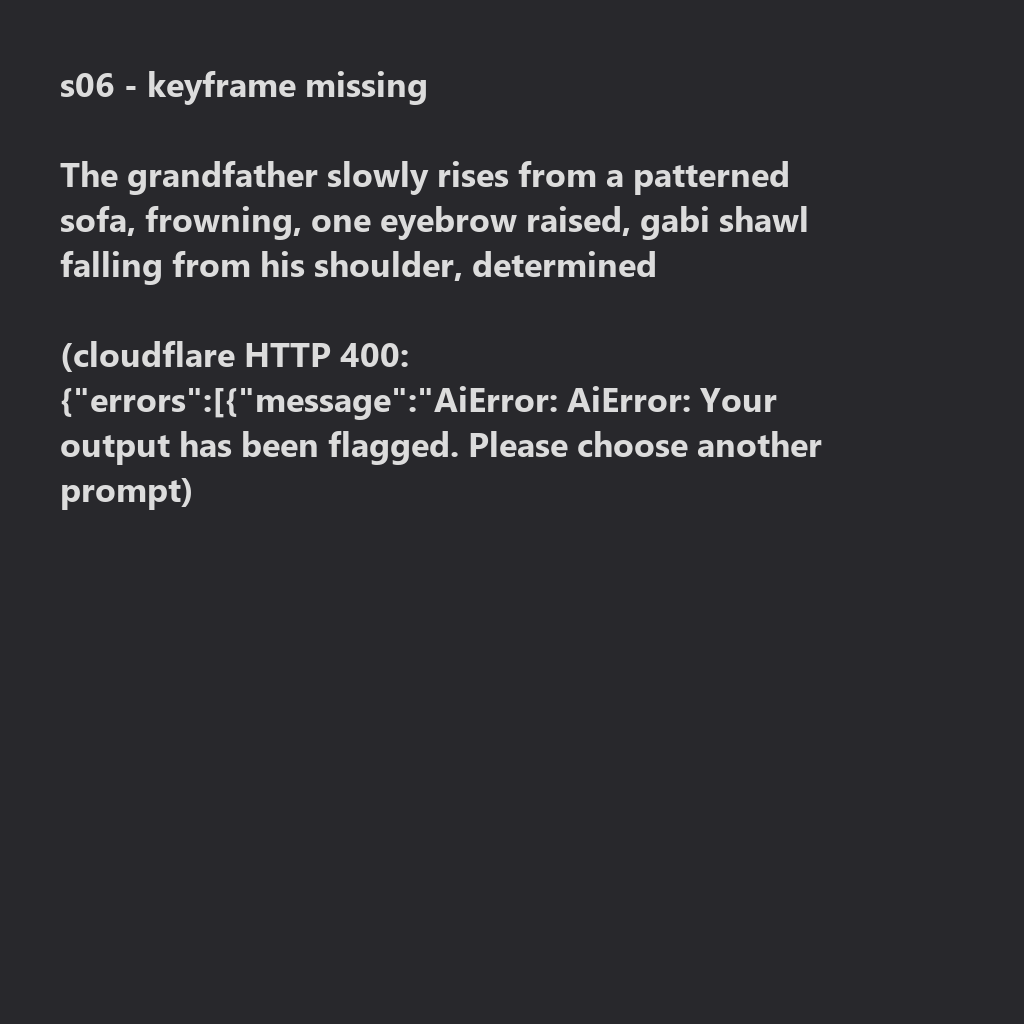 s06 - keyframe missing
The grandfather slowly rises from a patterned
sofa, frowning, one eyebrow raised, gabi shawl
falling from his shoulder, determined
(cloudflare HTTP 400:
{"errors":[{"message":"AiError: AiError: Your
output has been flagged. Please choose another
prompt)